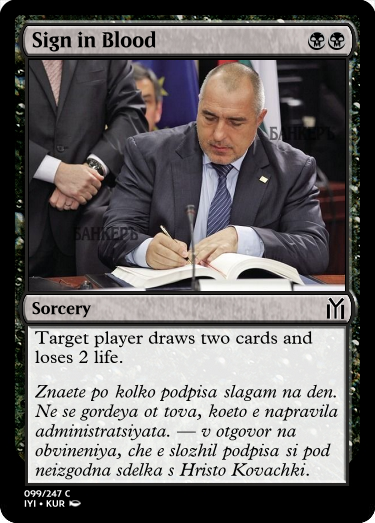 Sign in Blood
БАНКЕРЪ
БАНКЕРЪ
Sorcery
Target player draws two cards and
loses 2 life.
Znaete po kolko podpisa slagam na den.
Ne se gordeya ot tova, koeto e napravila
administratsiyata. — v otgovor na
obvineniya, che e slozhil podpisa si pod
neizgodna sdelka s Hristo Kovachki.
099/247 C
IYI • KUR